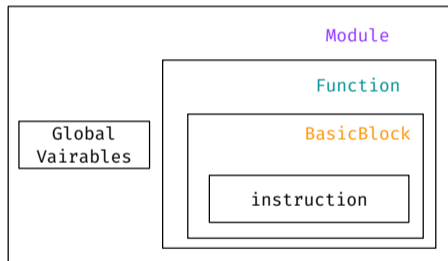 Module
Function
Global
Vairables
BasicBlock
instruction